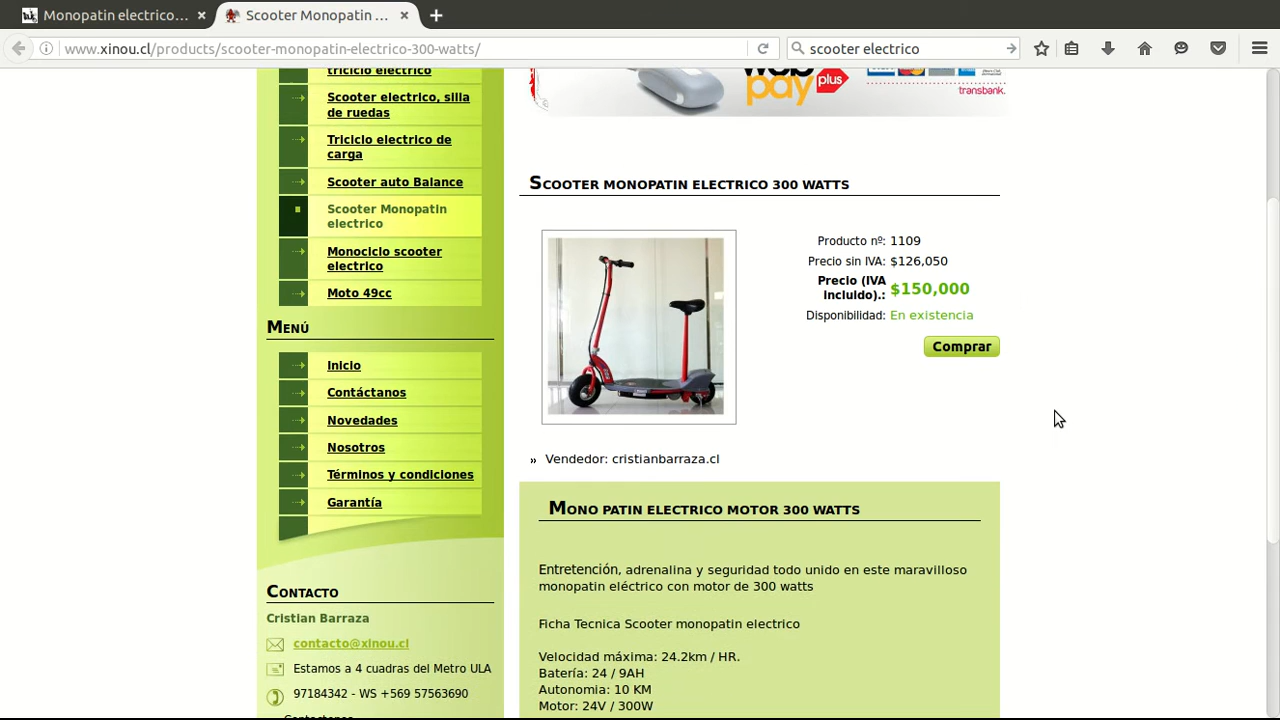 Monopatin electrico...
Scooter Monopatin ...
www.xinou.cl/products/scooter-monopatin-electrico-300-watts/
scooter electrico
triciclo electrico
Scooter electrico, silla
de ruedas
Triciclo electrico de
carga
Scooter auto Balance
Scooter Monopatin
electrico
Monociclo scooter
electrico
Moto 49cc
Menú
Inicio
Contáctanos
Novedades
Nosotros
Términos y condiciones
Garantía
Contacto
Cristian Barraza
contacto@xinou.cl
Estamos a 4 cuadras del Metro ULA
97184342 - WS +569 57563690
web
pay plus
transbank.
Scooter monopatin electrico 300 watts
Producto nº: 1109
Precio sin IVA: $126,050
Precio (IVA
incluido).: $150,000
Disponibilidad: En existencia
Comprar
» Vendedor: cristianbarraza.cl
Mono patin electrico motor 300 watts
Entretención, adrenalina y seguridad todo unido en este maravilloso
monopatin eléctrico con motor de 300 watts
Ficha Tecnica Scooter monopatin electrico
Velocidad máxima: 24.2km / HR.
Batería: 24 / 9AH
Autonomia: 10 KM
Motor: 24V / 300W